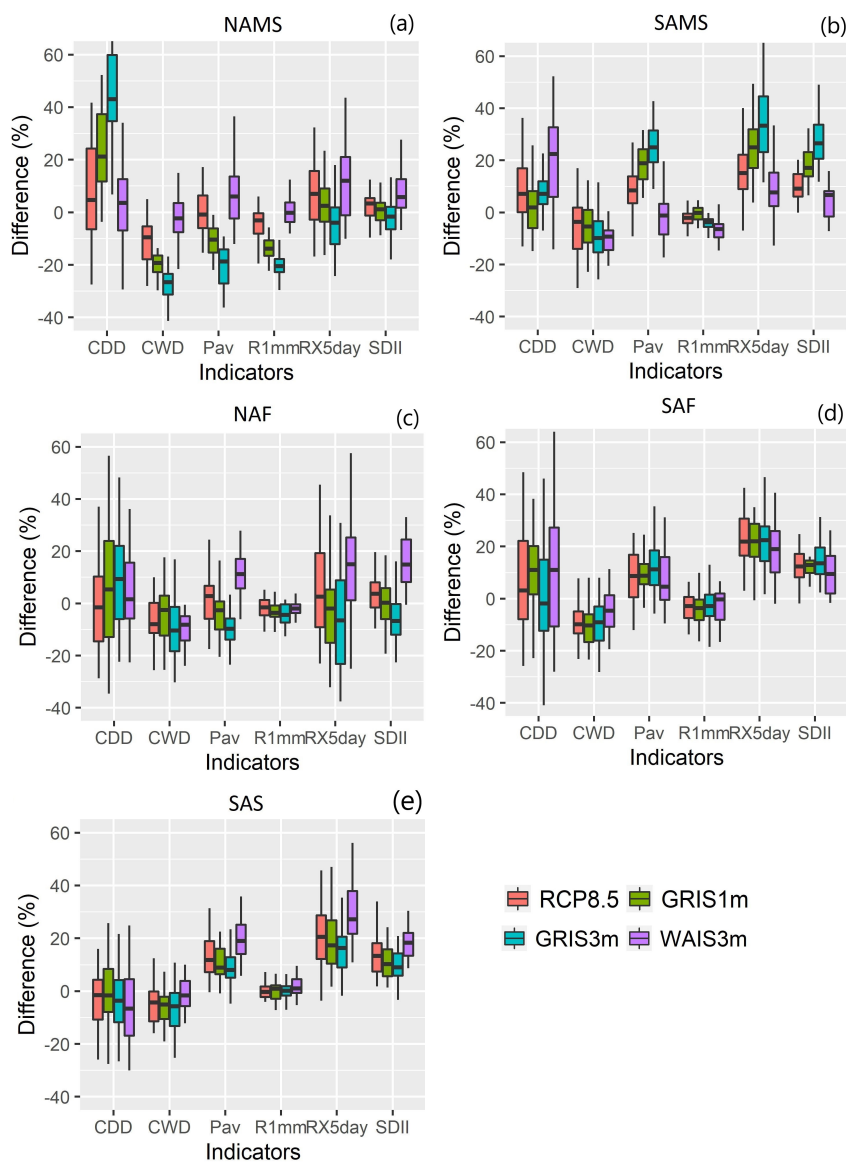 NAMS
(a)
60
40
20
0
-20
-40
Difference (%)
CDD CWD Pav R1mm RX5day SDII
Indicators
SAMS
(b)
60
40
20
0
-20
-40
Difference (%)
CDD CWD Pav R1mm RX5day SDII
Indicators
NAF
(c)
60
40
20
0
-20
-40
Difference (%)
CDD CWD Pav R1mm RX5day SDII
Indicators
SAF
(d)
60
40
20
0
-20
-40
Difference (%)
CDD CWD Pav R1mm RX5day SDII
Indicators
SAS
(e)
60
40
20
0
-20
-40
Difference (%)
CDD CWD Pav R1mm RX5day SDII
Indicators
RCP8.5 GRIS1m
GRIS3m WAIS3m